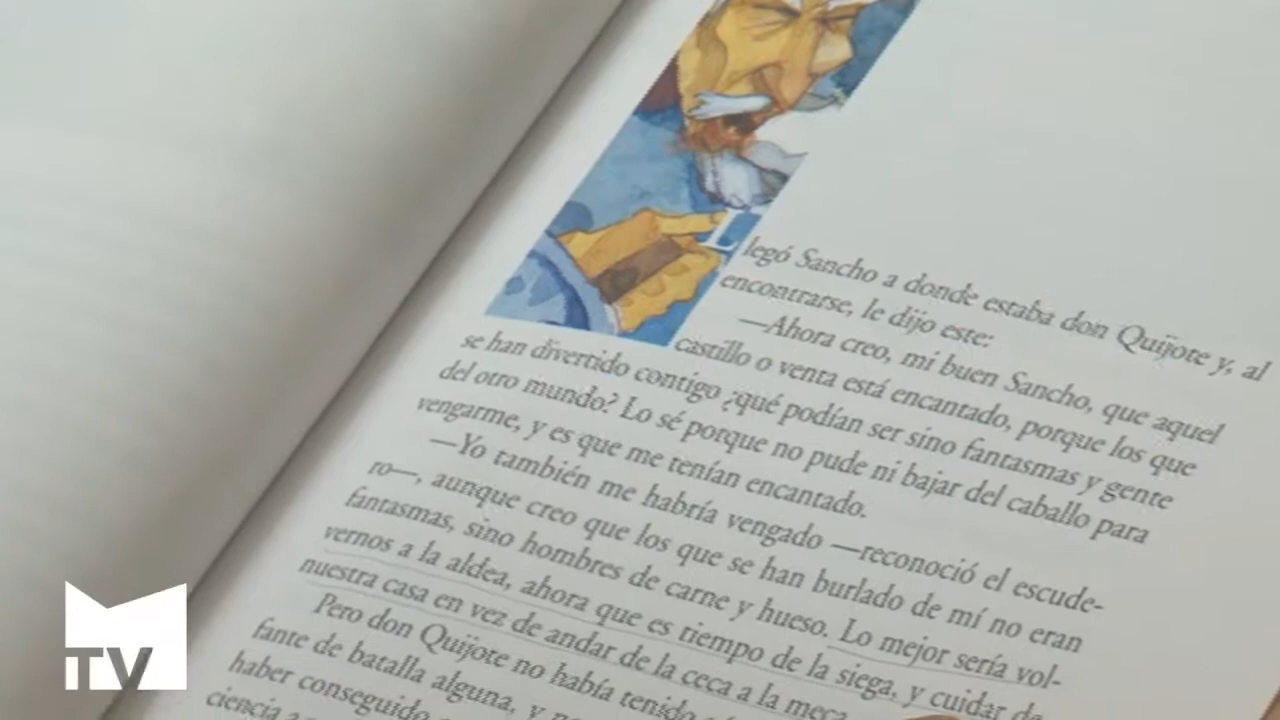 Llegó Sancho a donde estaba don Quijote y, al
encontrarse, le dijo este:
—Ahora creo, mi buen Sancho, que aquel
castillo o venta está encantado, porque los que
se han divertido contigo ¿qué podían ser sino fantasmas y gente
del otro mundo? Lo sé porque no pude ni bajar del caballo para
vengarme, y es que me tenían encantado.
—Yo también me habría vengado —reconoció el escude-
ro—, aunque creo que los que se han burlado de mí no eran
fantasmas, sino hombres de carne y hueso. Lo mejor sería vol-
vernos a la aldea, ahora que es tiempo de la siega, y cuidar de
nuestra casa en vez de andar de la ceca a la meca
Pero don Quijote no había tenido
fante de batalla alguna, y
haber conseguido
ciencia a
TV